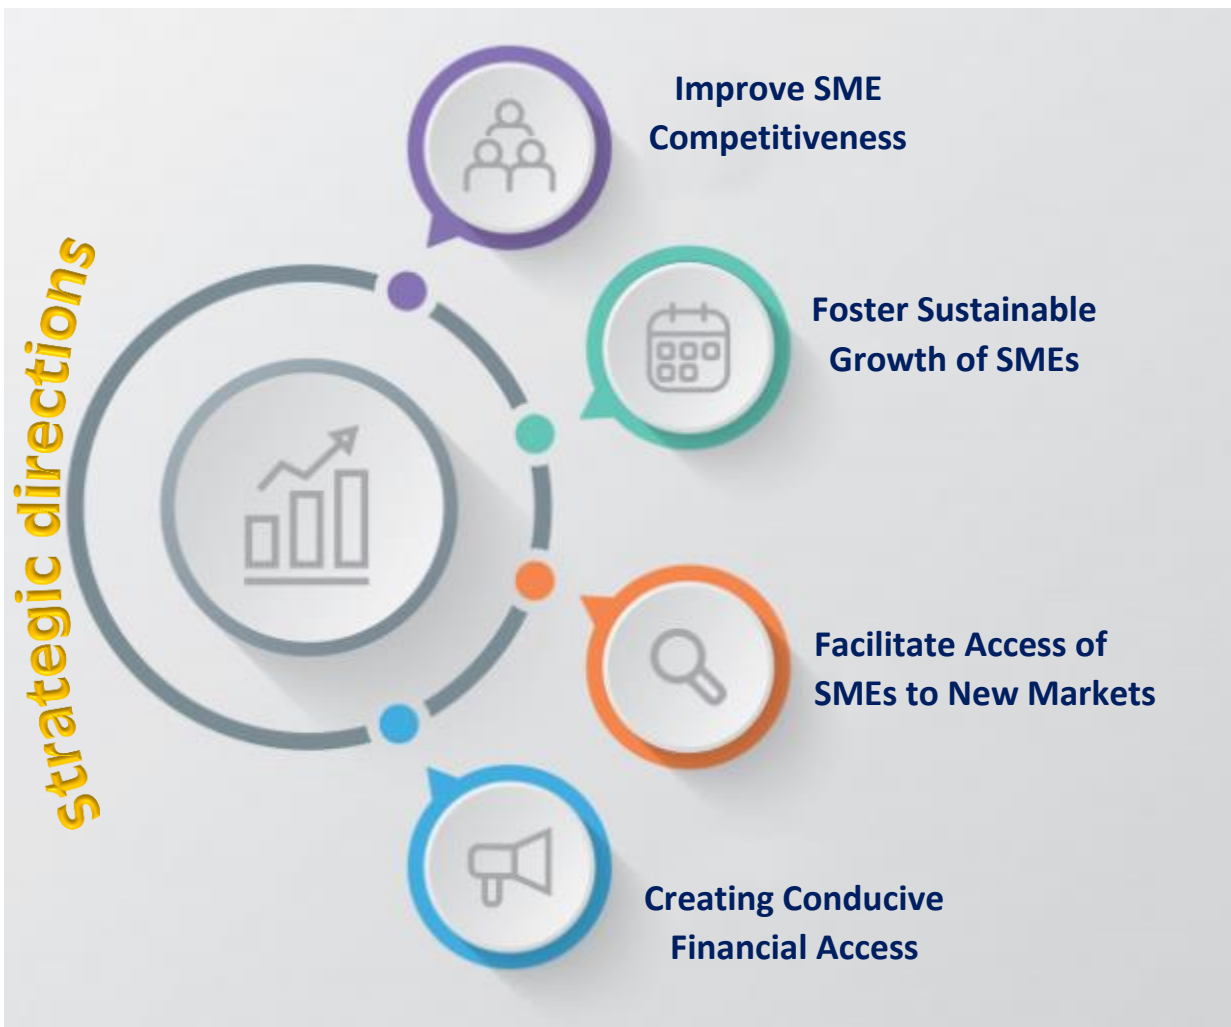 strategic directions
Improve SME
Competitiveness
Foster Sustainable
Growth of SMEs
Facilitate Access of
SMEs to New Markets
Creating Conducive
Financial Access